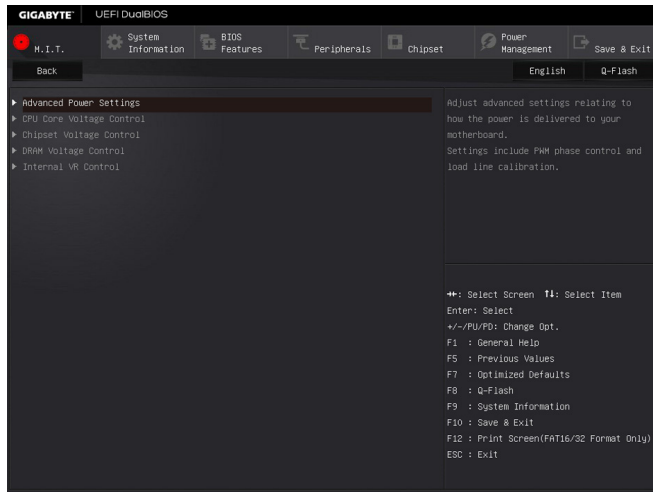 GIGABYTE™ UEFI DualBIOS
M.I.T.
System Information
BIOS Features
Peripherals
Chipset
Power Management
Save & Exit
Back
English
Q-Flash
Advanced Power Settings
CPU Core Voltage Control
Chipset Voltage Control
DRAM Voltage Control
Internal VR Control
Adjust advanced settings relating to
how the power is delivered to your
motherboard.
Settings include PWM phase control and
load line calibration.
→←: Select Screen ↑↓: Select Item
Enter: Select
+/-/PU/PD: Change Opt.
F1 : General Help
F5 : Previous Values
F7 : Optimized Defaults
F8 : Q-Flash
F9 : System Information
F10 : Save & Exit
F12 : Print Screen(FAT16/32 Format Only)
ESC : Exit